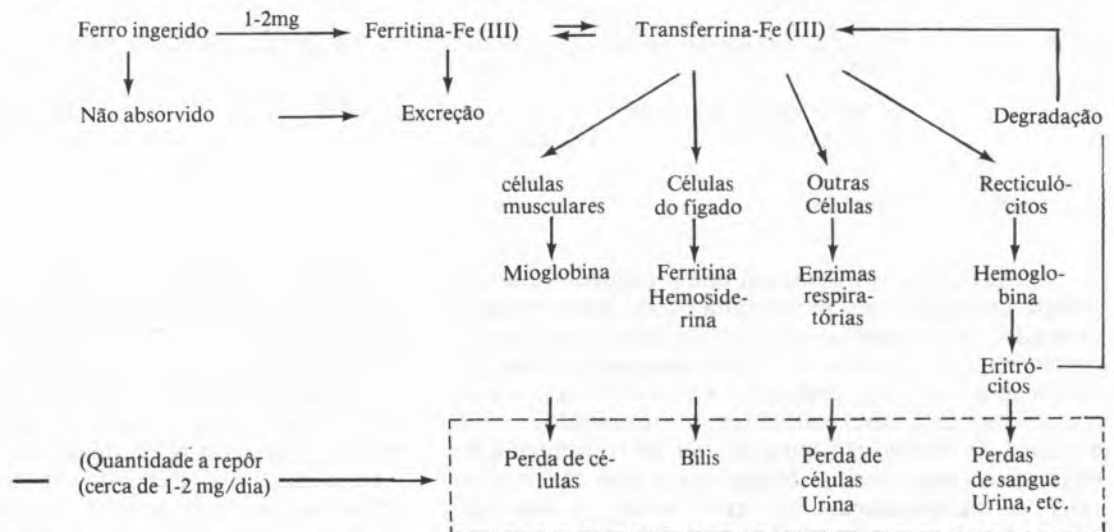 Ferro ingerido
1-2mg
Ferritina-Fe (III)
Transferrina-Fe (III)
Não absorvido
Excreção
Degradação
células
musculares
Células
do fígado
Outras
Células
Recticuló-
citos
Mioglobina
Ferritina
Hemoside-
rina
Enzimas
respira-
tórias
Hemoglo-
bina
Eritró-
citos
(Quantidade a repôr
(cerca de 1-2 mg/dia)
Perda de cé-
lulas
Bílis
Perda de
células
Urina
Perdas
de sangue
Urina, etc.